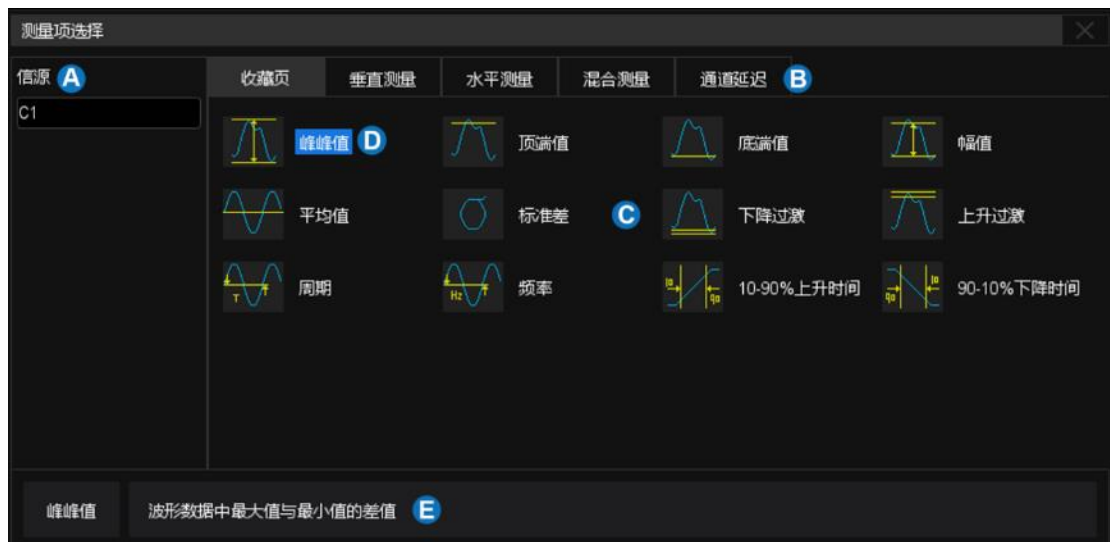 测量项选择
信源 A
收藏页 垂直测量 水平测量 混合测量 通道延迟 B
C1
峰峰值 D 顶端值 底端值 幅值
平均值 标准差 C 下降过激 上升过激
T 周期 Hz 频率 10-90%上升时间 90-10%下降时间
峰峰值 波形数据中最大值与最小值的差值 E